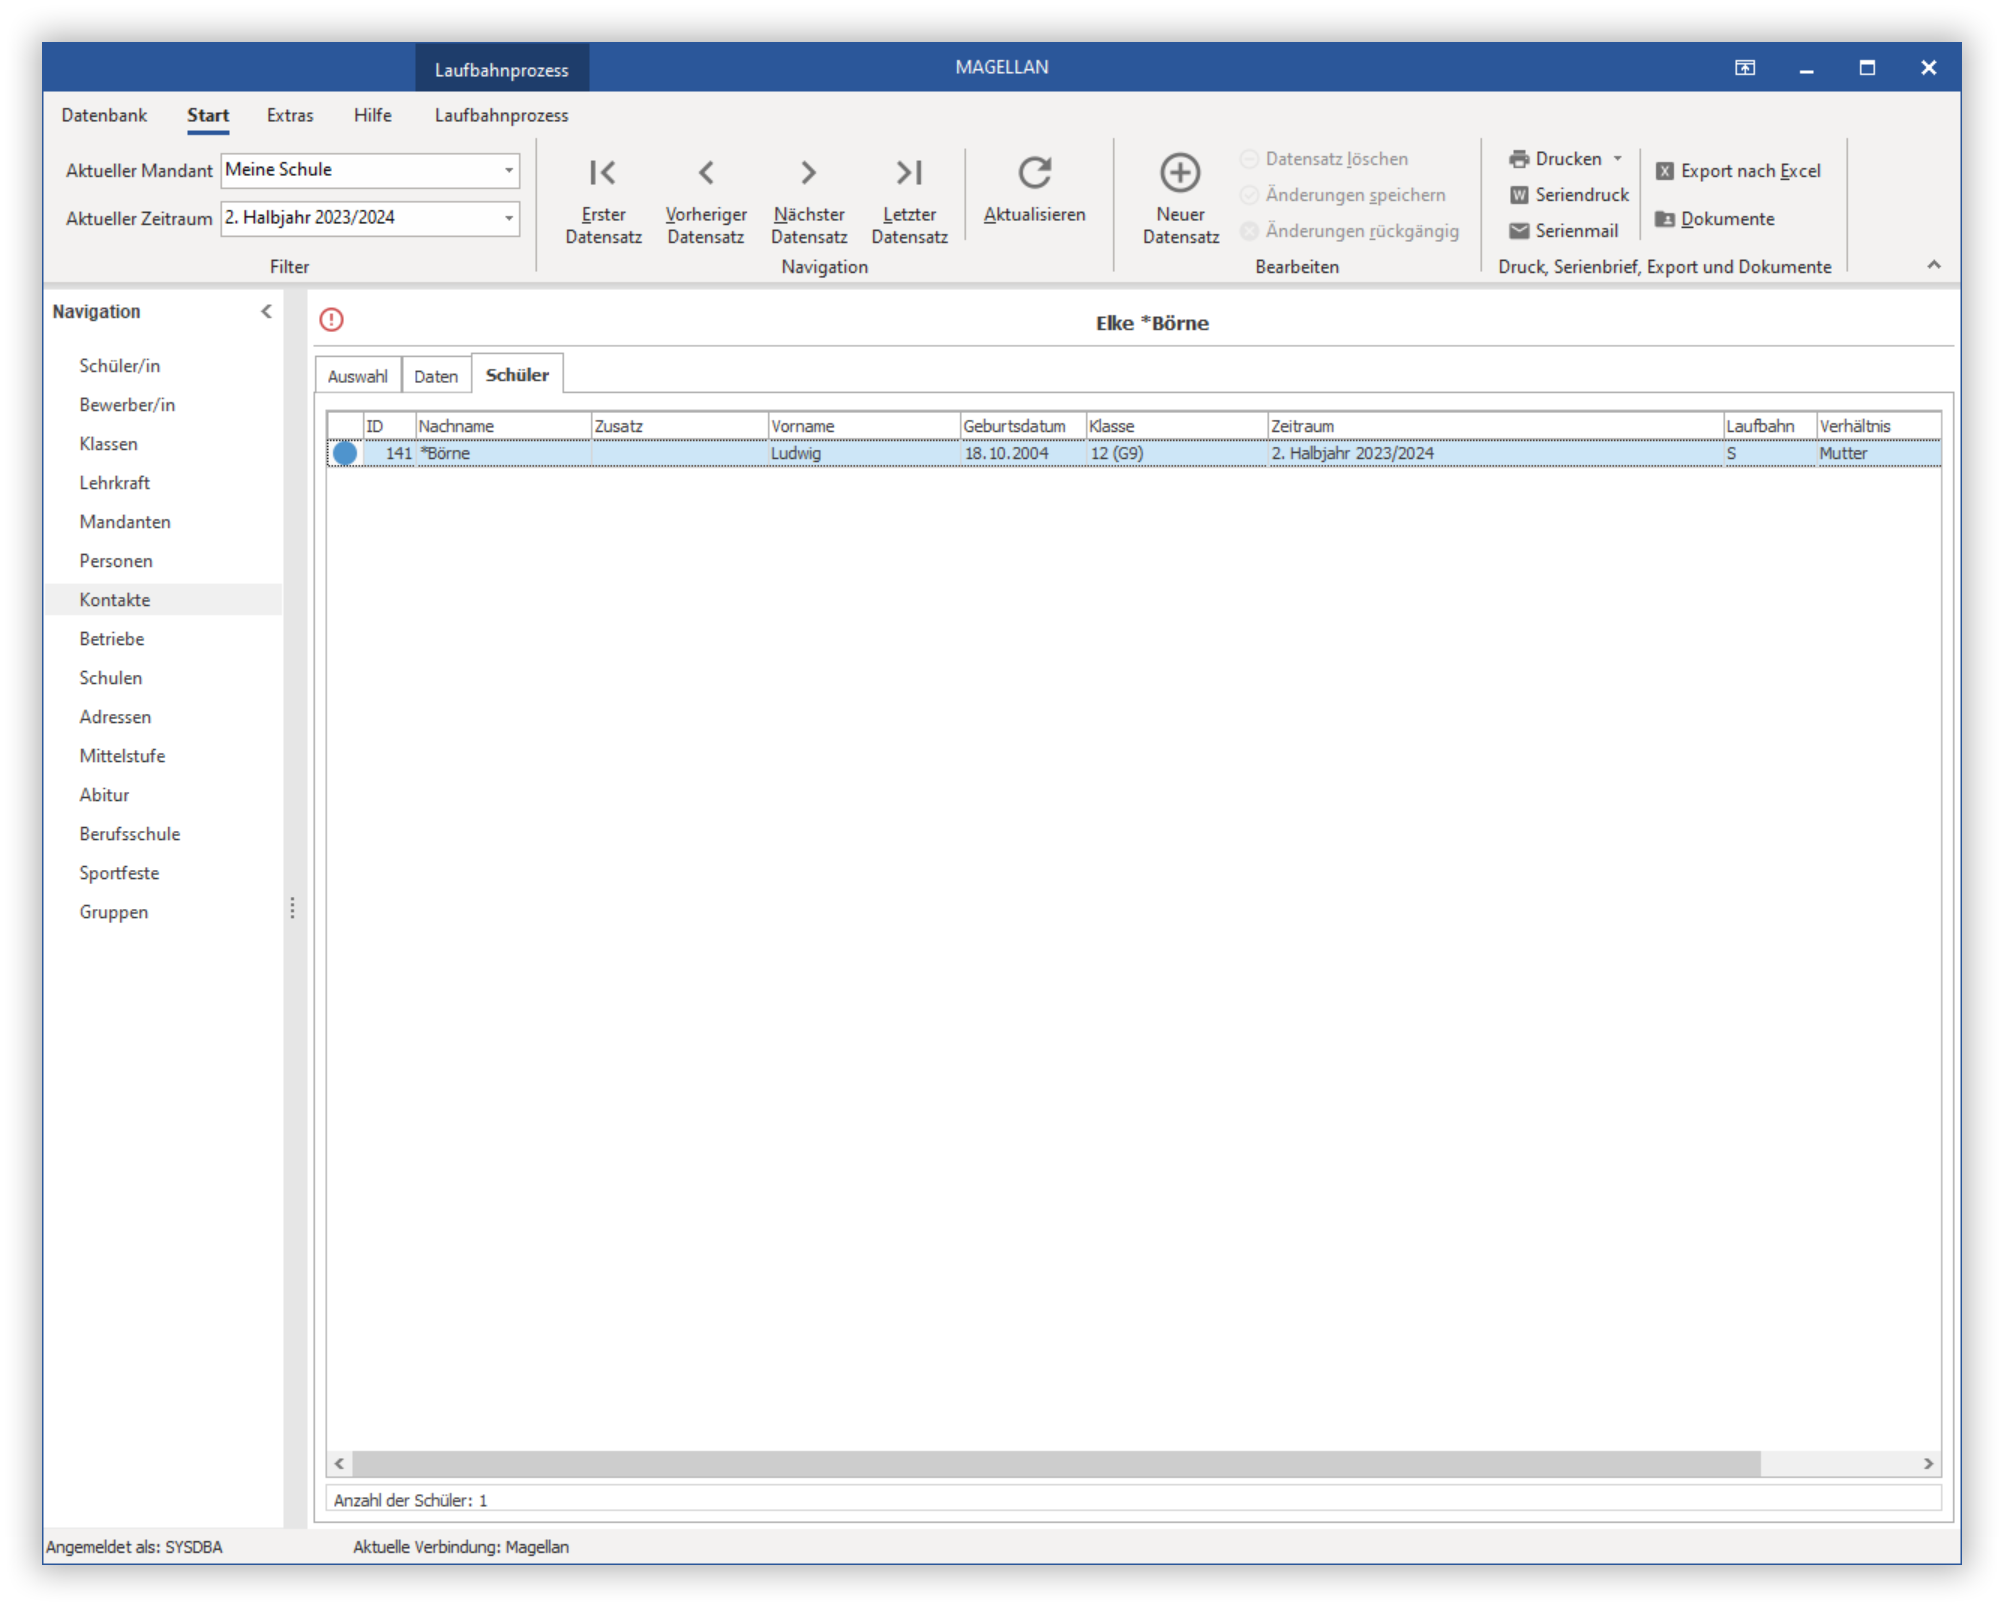 Laufbahnprozess
MAGELLAN
Datenbank Start Extras Hilfe Laufbahnprozess
Aktueller Mandant Meine Schule
Aktueller Zeitraum 2. Halbjahr 2023/2024
Filter
Erster Datensatz
Vorheriger Datensatz
Nächster Datensatz
Letzter Datensatz
Aktualisieren
Navigation
Neuer Datensatz
Datensatz löschen
Änderungen speichern
Änderungen rückgängig
Bearbeiten
Drucken
Seriendruck
Serienmail
Export nach Excel
Dokumente
Druck, Serienbrief, Export und Dokumente
Navigation
Schüler/in
Bewerber/in
Klassen
Lehrkraft
Mandanten
Personen
Kontakte
Betriebe
Schulen
Adressen
Mittelstufe
Abitur
Berufsschule
Sportfeste
Gruppen
Elke *Börne
Auswahl Daten Schüler
ID Nachname Zusatz Vorname Geburtsdatum Klasse Zeitraum Laufbahn Verhältnis
141 *Börne Ludwig 18.10.2004 12 (G9) 2. Halbjahr 2023/2024 S Mutter
Anzahl der Schüler: 1
Angemeldet als: SYSDBA Aktuelle Verbindung: Magellan